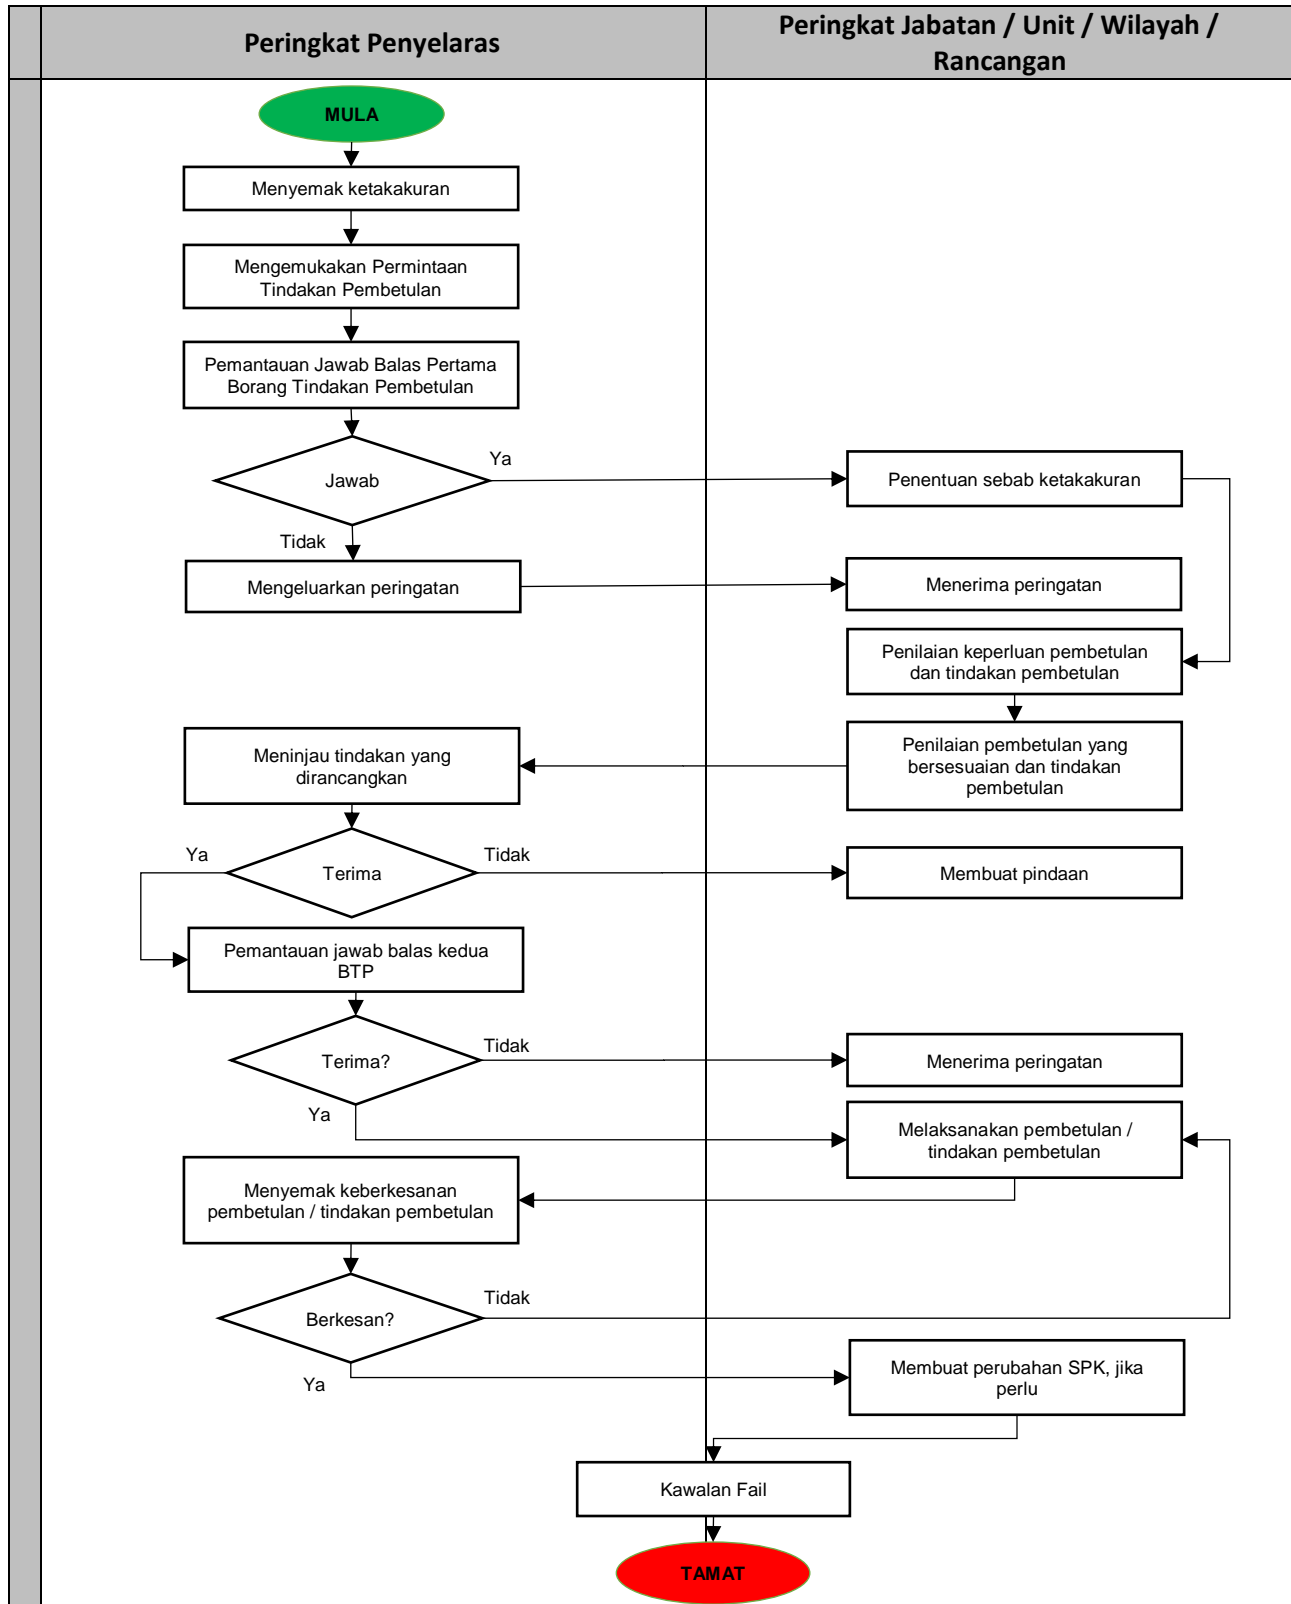 Peringkat Penyelaras
Peringkat Jabatan / Unit / Wilayah /
Rancangan
MULA
Menyemak ketakakuran
Mengemukakan Permintaan
Tindakan Pembetulan
Pemantauan Jawab Balas Pertama
Borang Tindakan Pembetulan
Jawab
Ya
Penentuan sebab ketakakuran
Tidak
Mengeluarkan peringatan
Menerima peringatan
Penilaian keperluan pembetulan
dan tindakan pembetulan
Penilaian pembetulan yang
bersesuaian dan tindakan
pembetulan
Meninjau tindakan yang
dirancangkan
Ya
Terima
Tidak
Membuat pindaan
Pemantauan jawab balas kedua
BTP
Terima?
Tidak
Menerima peringatan
Ya
Melaksanakan pembetulan /
tindakan pembetulan
Menyemak keberkesanan
pembetulan / tindakan pembetulan
Berkesan?
Tidak
Ya
Membuat perubahan SPK, jika
perlu
Kawalan Fail
TAMAT